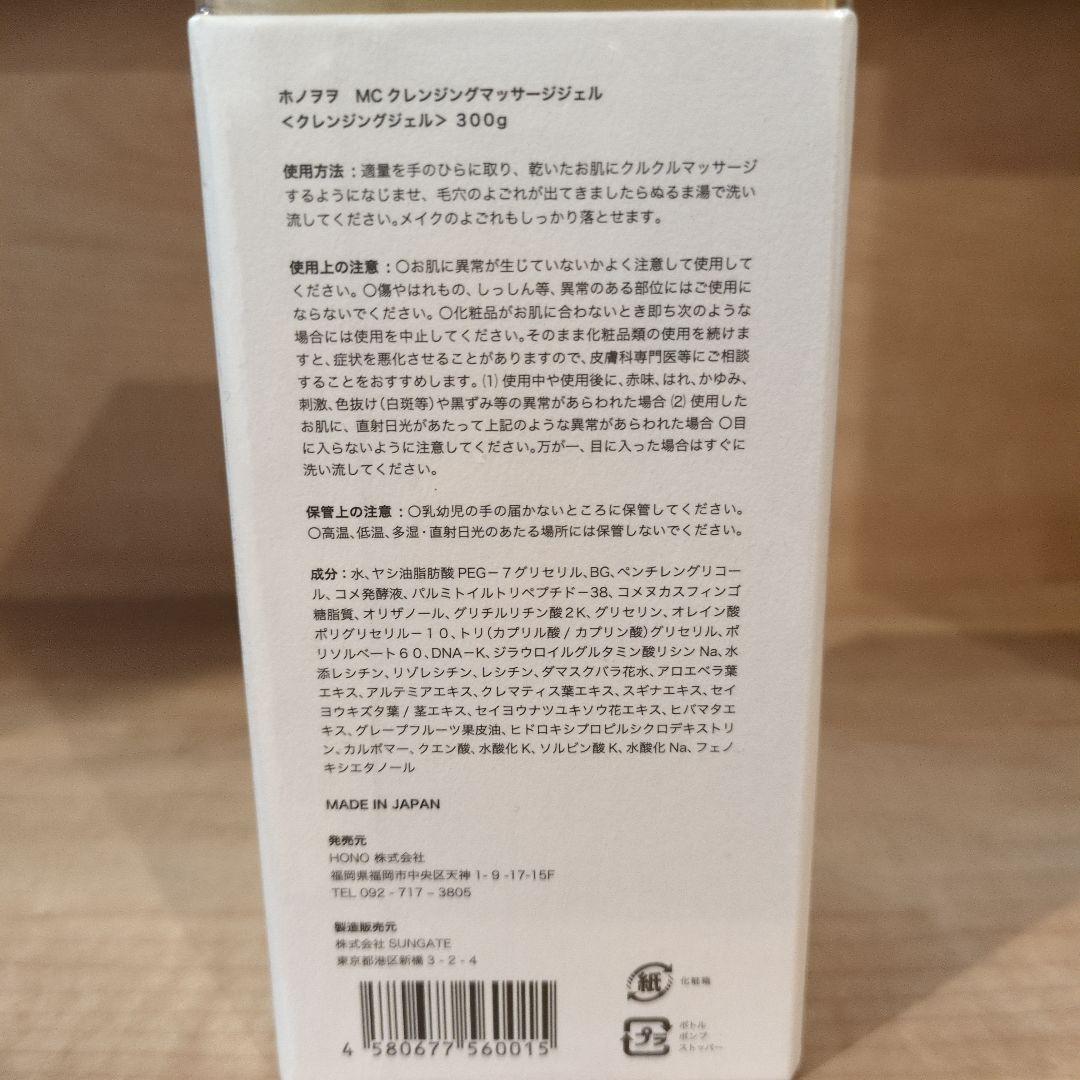 ホノヲヲ　MCクレンジングマッサージジェル
＜クレンジングジェル＞ 300g
使用方法：適量を手のひらに取り、乾いたお肌にクルクルマッサージ
するようになじませ、毛穴のよごれが出てきましたらぬるま湯で洗い
流してください。メイクのよごれもしっかり落とせます。
使用上の注意：〇お肌に異常が生じていないかよく注意して使用して
ください。〇傷やはれもの、しっしん等、異常のある部位にはご使用に
ならないでください。〇化粧品がお肌に合わないとき即ち次のような
場合には使用を中止してください。そのまま化粧品類の使用を続けま
すと、症状を悪化させることがありますので、皮膚科専門医等にご相談
することをおすすめします。⑴ 使用中や使用後に、赤味、はれ、かゆみ、
刺激、色抜け（白斑等）や黒ずみ等の異常があらわれた場合 ⑵ 使用した
お肌に、直射日光があたって上記のような異常があらわれた場合 〇目
に入らないように注意してください。万が一、目に入った場合はすぐに
洗い流してください。
保管上の注意：〇乳幼児の手の届かないところに保管してください。
〇高温、低温、多湿・直射日光のあたる場所には保管しないでください。
成分：水、ヤシ油脂肪酸PEG－7グリセリル、BG、ペンチレングリコー
ル、コメ発酵液、パルミトイルトリペプチド－38、コメヌカスフィンゴ
糖脂質、オリザノール、グリチルリチン酸2K、グリセリン、オレイン酸
ポリグリセリル－10、トリ（カプリル酸 / カプリン酸）グリセリル、ポ
リソルベート60、DNA－K、ジラウロイルグルタミン酸リシンNa、水
添レシチン、リゾレシチン、レシチン、ダマスクバラ花水、アロエベラ葉
エキス、アルテミアエキス、クレマティス葉エキス、スギナエキス、セイ
ヨウキズタ葉 / 茎エキス、セイヨウナツユキソウ花エキス、ヒバマタエ
キス、グレープフルーツ果皮油、ヒドロキシプロピルシクロデキストリ
ン、カルボマー、クエン酸、水酸化K、ソルビン酸K、水酸化Na、フェノ
キシエタノール
MADE IN JAPAN
発売元
HONO 株式会社
福岡県福岡市中央区天神1-9-17-15F
TEL 092-717-3805
製造販売元
株式会社 SUNGATE
東京都港区新橋3-2-4
紙 化粧箱
プラ ボトル
ポンプ
ストッパー
4 580677 560015